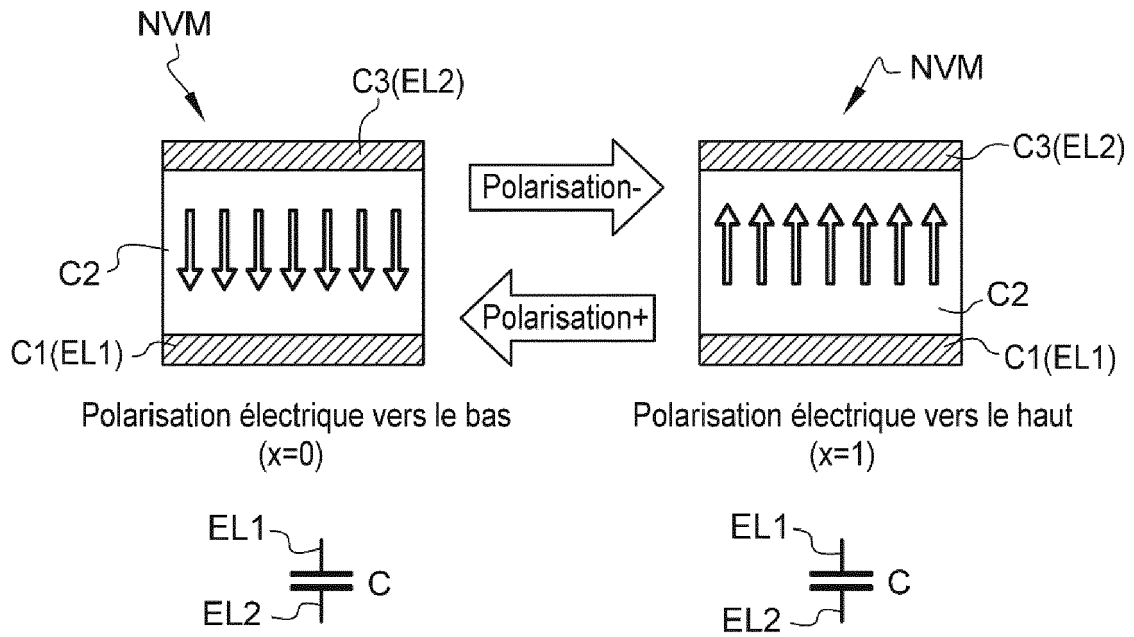 NVM
C3(EL2)
C2
C1(EL1)
Polarisation électrique vers le bas
(x=0)
Polarisation-
Polarisation+
NVM
C3(EL2)
C2
C1(EL1)
Polarisation électrique vers le haut
(x=1)
EL1
C
EL2
EL1
C
EL2